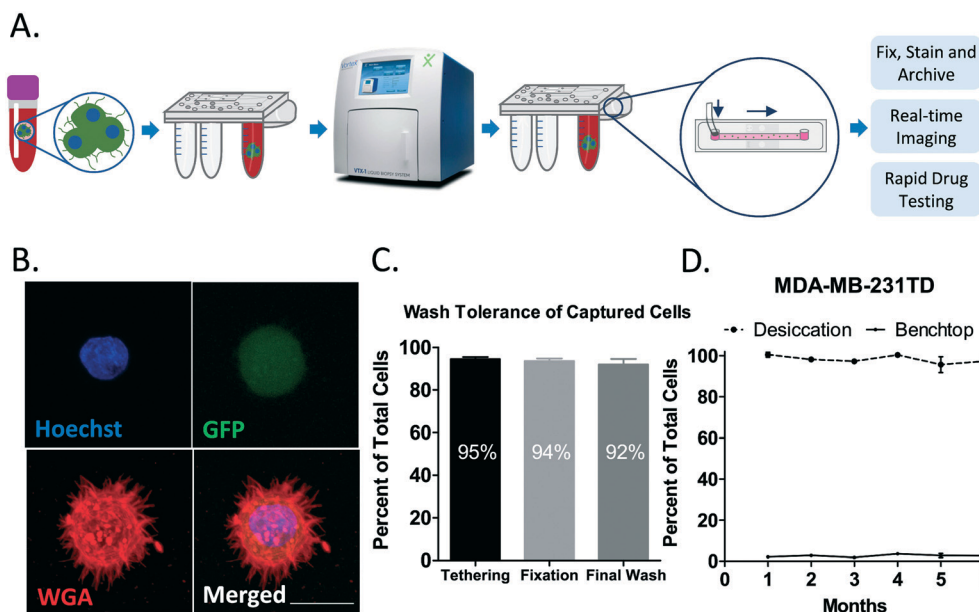 A.
VTX-1 LIQUID BIOPSY SYSTEM
Fix, Stain and
Archive
Real-time
Imaging
Rapid Drug
Testing
B.
Hoechst
GFP
WGA
Merged
C.
Wash Tolerance of Captured Cells
Percent of Total Cells
100
80
60
40
20
0
95%
94%
92%
Tethering
Fixation
Final Wash
D.
MDA-MB-231TD
Desiccation
Benchtop
Percent of Total Cells
100
80
60
40
20
0
0
1
2
3
4
5
Months